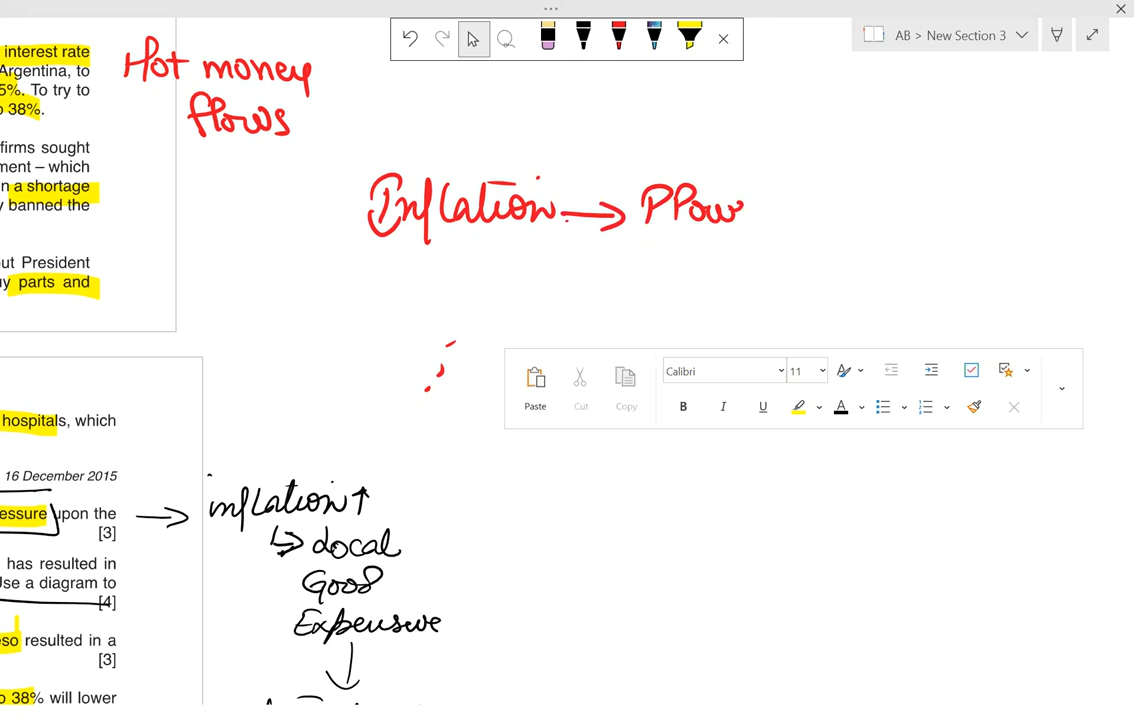 AB > New Section 3
interest rate
Argentina, to
5%. To try to
o 38%.
Hot money
flows
firms sought
ment – which
n a shortage
y banned the
Inflation → PPow
ut President
y parts and
Calibri
11
Paste
Cut
Copy
B
I
U
A
hospitals, which
16 December 2015
essure upon the
[3]
→ inflation↑
↳ Local
Good
Expensive
↓
has resulted in
Use a diagram to
[4]
eso resulted in a
[3]
o 38% will lower